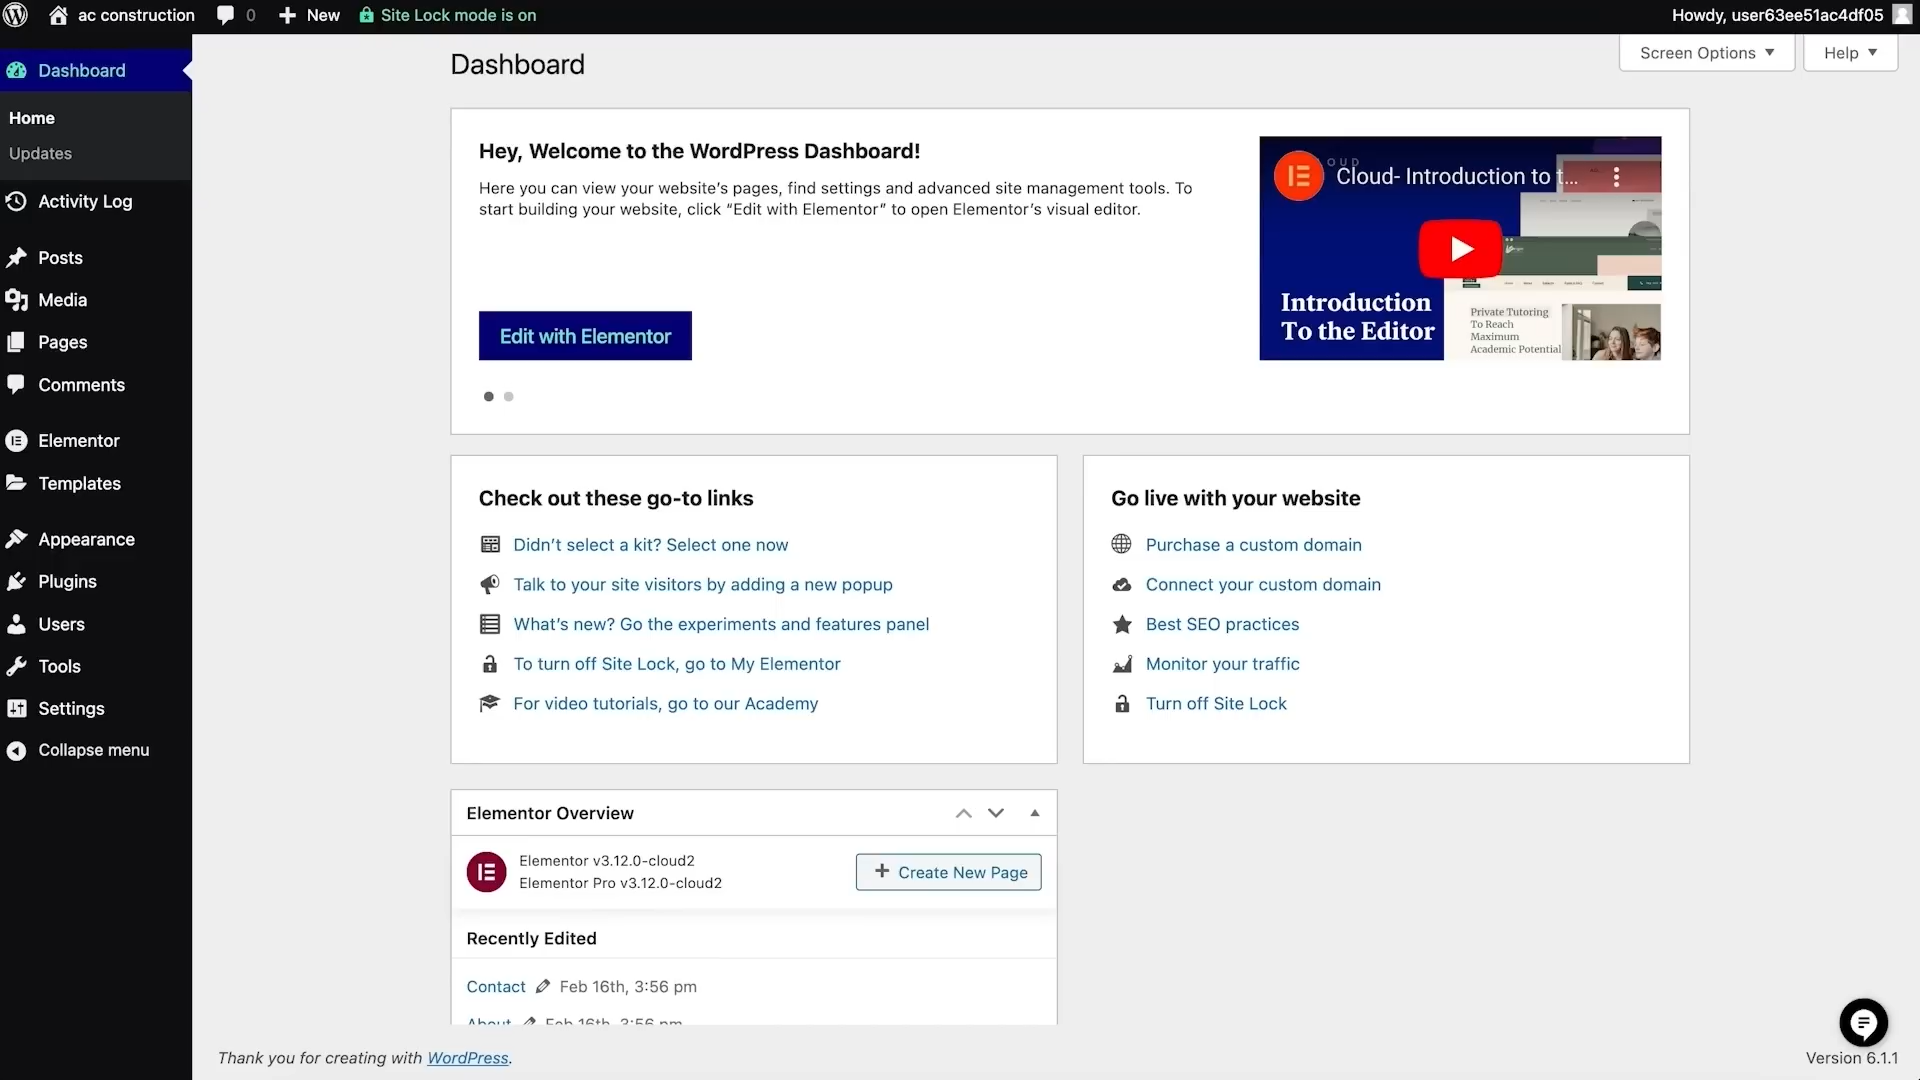 ac construction
0
New
Site Lock mode is on
Howdy, user63ee51ac4df05
Dashboard
Home
Updates
Activity Log
Posts
Media
Pages
Comments
Elementor
Templates
Appearance
Plugins
Users
Tools
Settings
Collapse menu
Screen Options
Help
Dashboard
Hey, Welcome to the WordPress Dashboard!
Here you can view your website's pages, find settings and advanced site management tools. To
start building your website, click “Edit with Elementor” to open Elementor's visual editor.
Edit with Elementor
Cloud- Introduction to t...
Introduction
To the Editor
Private Tutoring
To Reach
Maximum
Academic Potential
Check out these go-to links
Didn't select a kit? Select one now
Talk to your site visitors by adding a new popup
What's new? Go the experiments and features panel
To turn off Site Lock, go to My Elementor
For video tutorials, go to our Academy
Go live with your website
Purchase a custom domain
Connect your custom domain
Best SEO practices
Monitor your traffic
Turn off Site Lock
Elementor Overview
Elementor v3.12.0-cloud2
Elementor Pro v3.12.0-cloud2
Create New Page
Recently Edited
Contact Feb 16th, 3:56 pm
About Feb 16th, 3:56 pm
Thank you for creating with WordPress.
Version 6.1.1